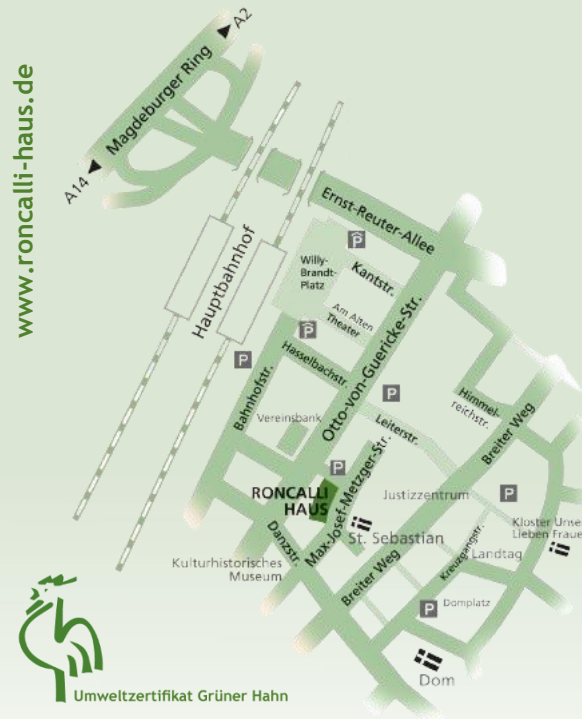 www.roncalli-haus.de
A2
Magdeburger Ring
A14
Ernst-Reuter-Allee
Hauptbahnhof
P
Willy-
Brandt-
Platz
Kantstr.
Am Alten
Theater
P
P
Hasselbachstr.
Otto-von-Guericke-Str.
Bahnhofstr.
P
Himmel-
reichstr.
Breiter Weg
Vereinsbank
Leiterstr.
P
RONCALLI
HAUS
Max-Josef-Metzger-Str.
Justizzentrum
P
St. Sebastian
Kloster Unser
Lieben Fraue
Danzstr.
Kreuzgangstr.
Landtag
Kulturhistorisches
Museum
Breiter Weg
P
Domplatz
Dom
Umweltzertifikat Grüner Hahn